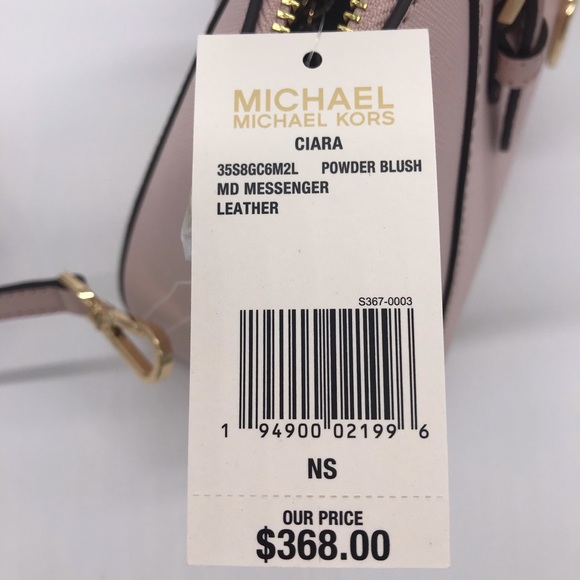 MICHAEL
MICHAEL KORS
CIARA
35S8GC6M2L POWDER BLUSH
MD MESSENGER
LEATHER
S367-0003
1 94900 02199 6
NS
OUR PRICE
$368.00